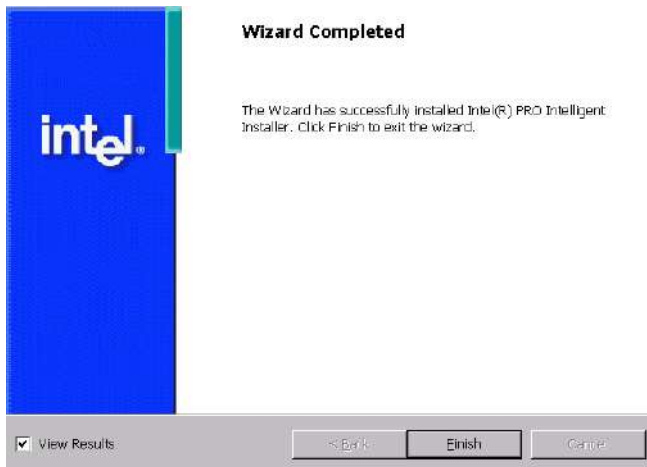 Wizard Completed
The Wizard has successfully installed Intel(R) PRO Intelligent
Installer. Click Finish to exit the wizard.
intel®
View Results
< Back
Finish
Cancel